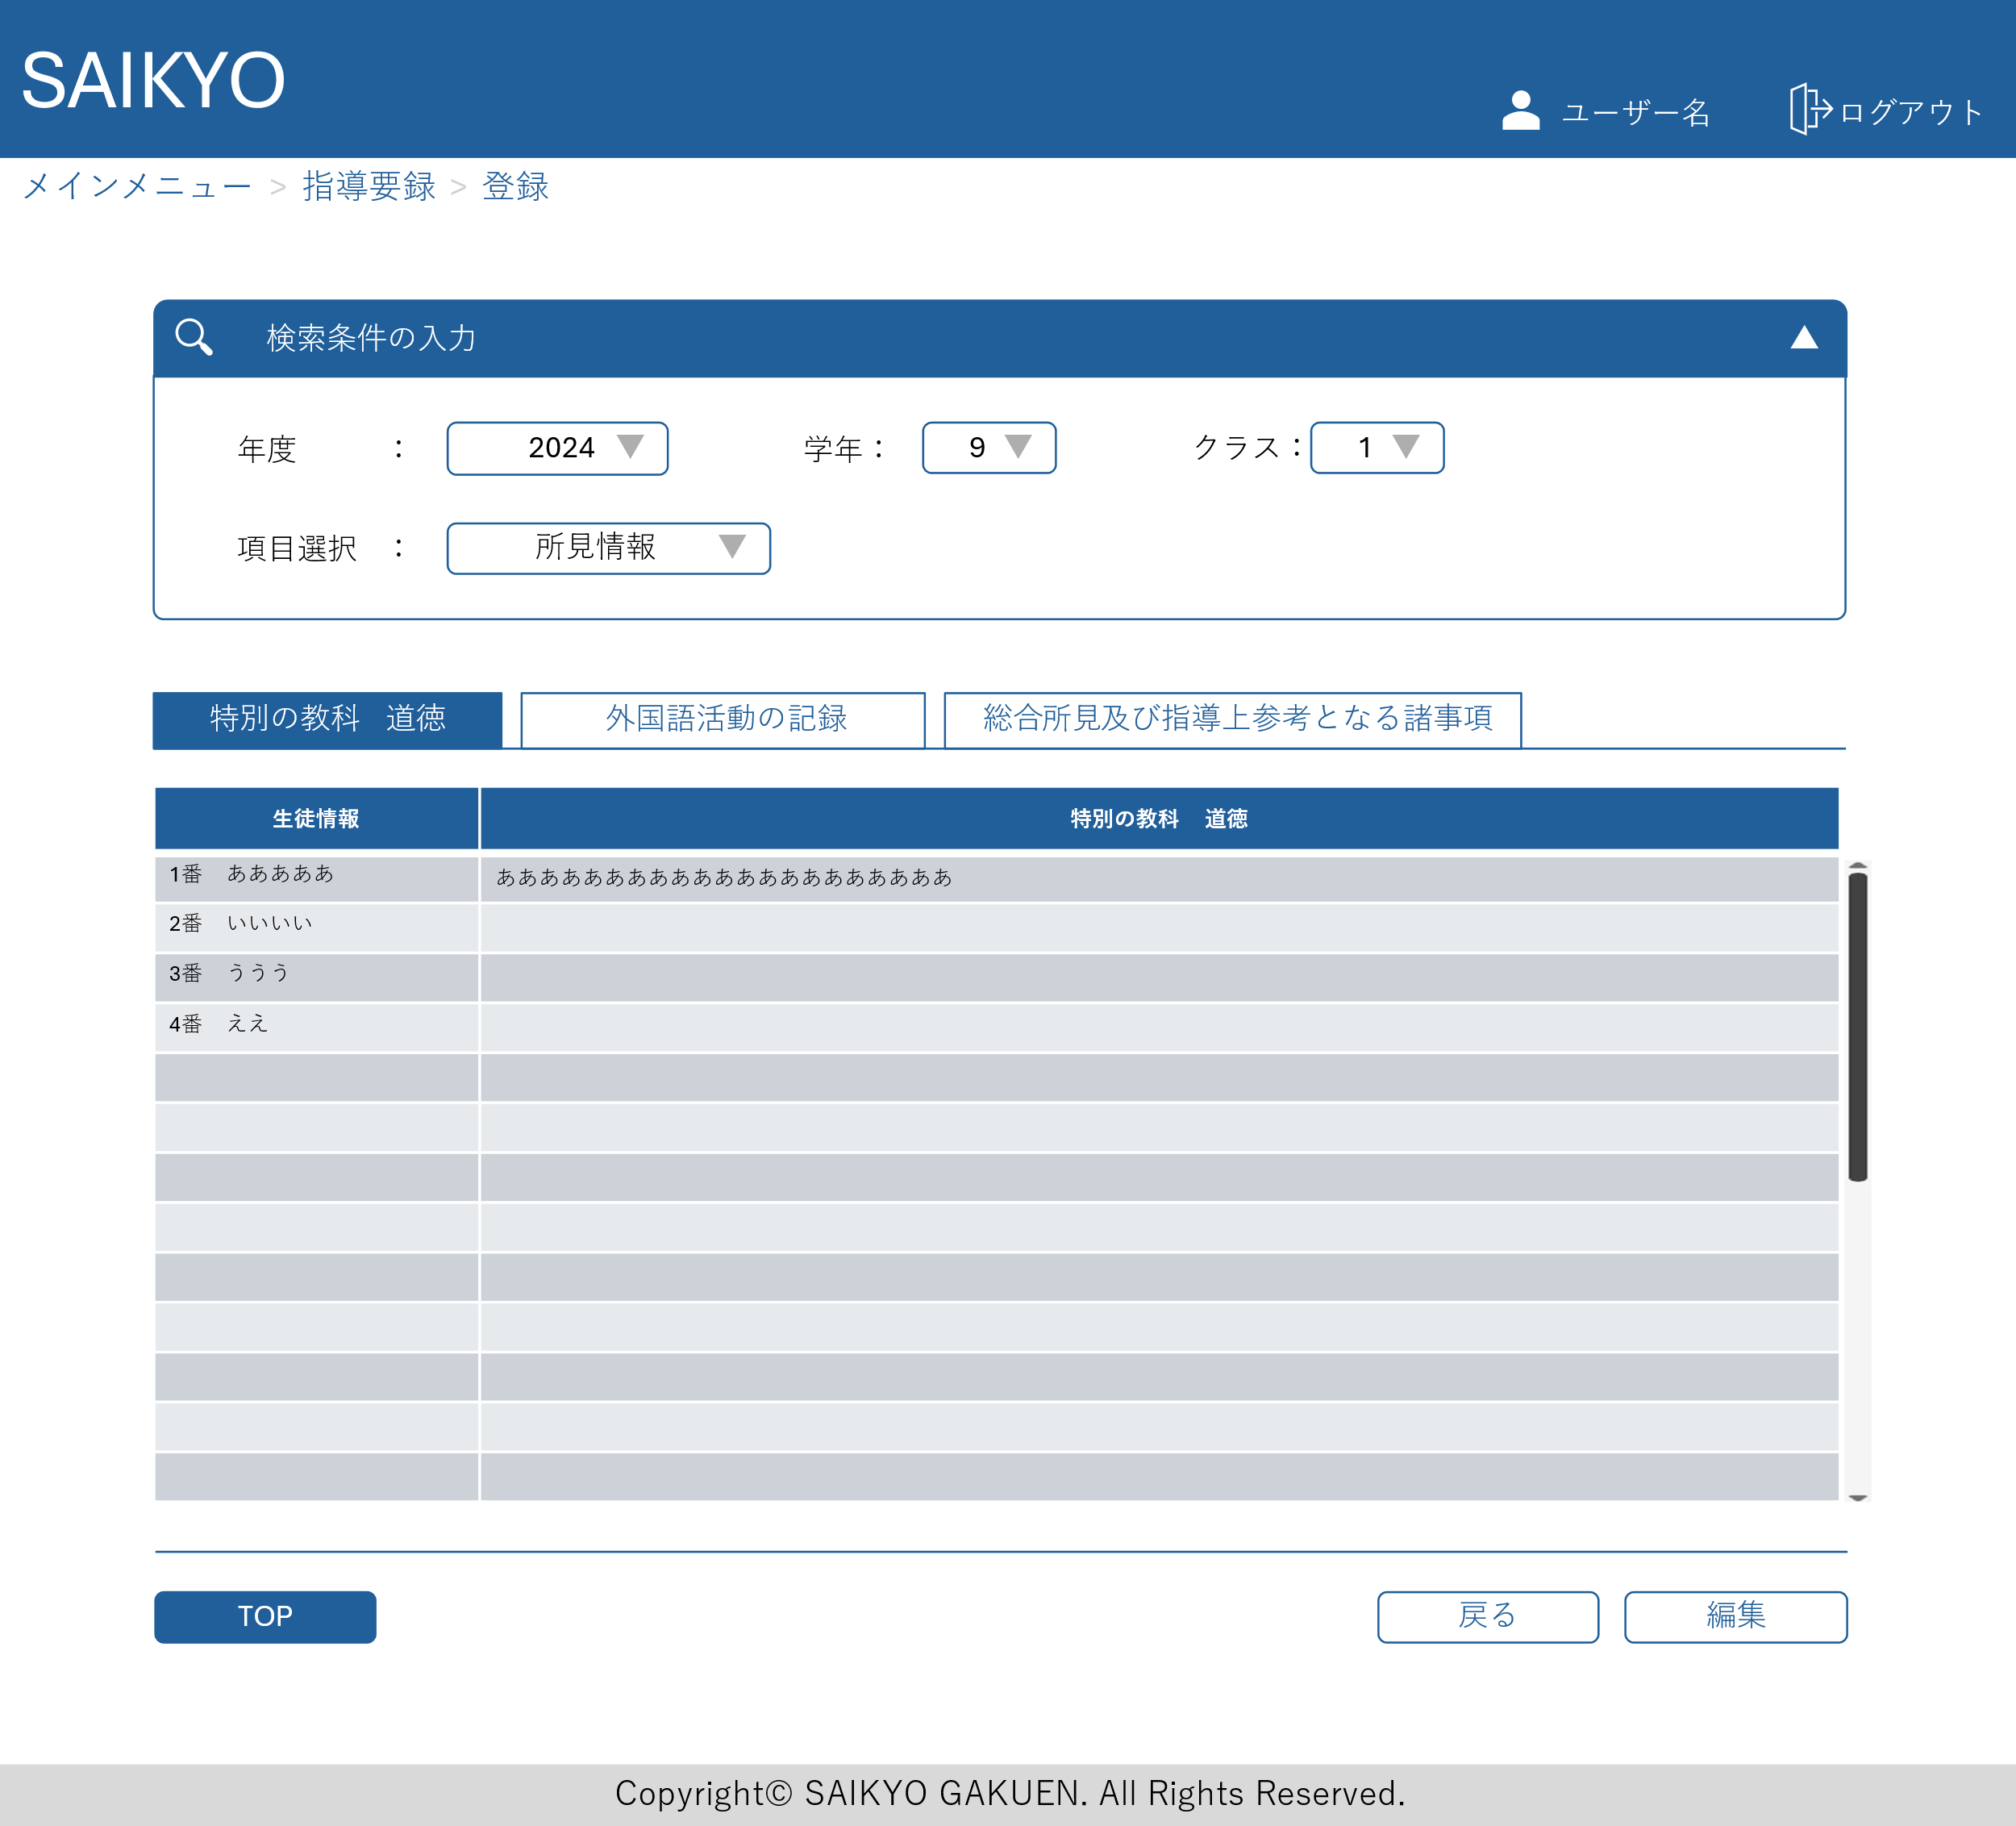 SAIKYO
ユーザー名 ログアウト
メインメニュー > 指導要録 > 登録
検索条件の入力
年度 ： 2024 学年： 9 クラス： 1
項目選択 ： 所見情報
特別の教科 道徳 外国語活動の記録 総合所見及び指導上参考となる諸事項
生徒情報 特別の教科 道徳
1番 あああああ あああああああああああああああああああああ
2番 いいいい
3番 ううう
4番 ええ
TOP 戻る 編集
Copyright© SAIKYO GAKUEN. All Rights Reserved.